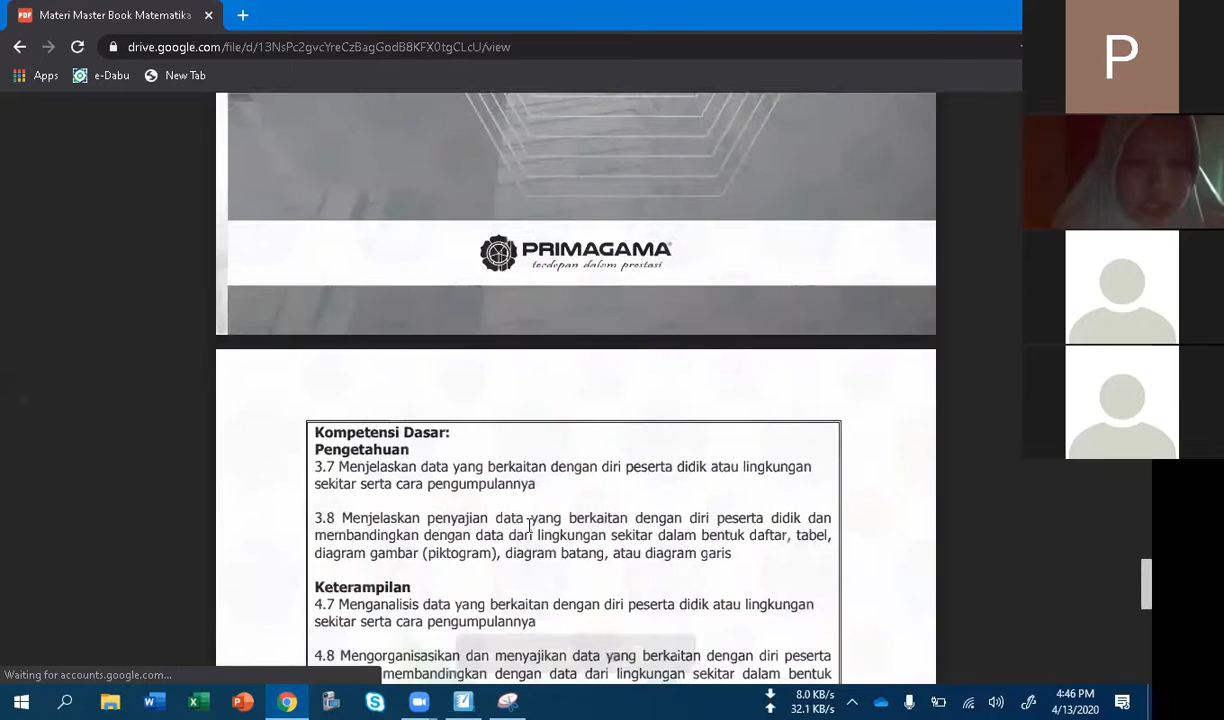 Materi Master Book Matematika
drive.google.com/file/d/13NsPc2gvcYreCzBagGodB8KFX0tgCLcU/view
Apps e-Dabu New Tab
P
PRIMAGAMA
terdepan dalam prestasi
Kompetensi Dasar:
Pengetahuan
3.7 Menjelaskan data yang berkaitan dengan diri peserta didik atau lingkungan
sekitar serta cara pengumpulannya
3.8 Menjelaskan penyajian data yang berkaitan dengan diri peserta didik dan
membandingkan dengan data dari lingkungan sekitar dalam bentuk daftar, tabel,
diagram gambar (piktogram), diagram batang, atau diagram garis
Keterampilan
4.7 Menganalisis data yang berkaitan dengan diri peserta didik atau lingkungan
sekitar serta cara pengumpulannya
4.8 Mengorganisasikan dan menyajikan data yang berkaitan dengan diri peserta
membandingkan dengan data dari lingkungan sekitar dalam bentuk
Waiting for accounts.google.com...
8.0 KB/s
32.1 KB/s
4:46 PM
4/13/2020